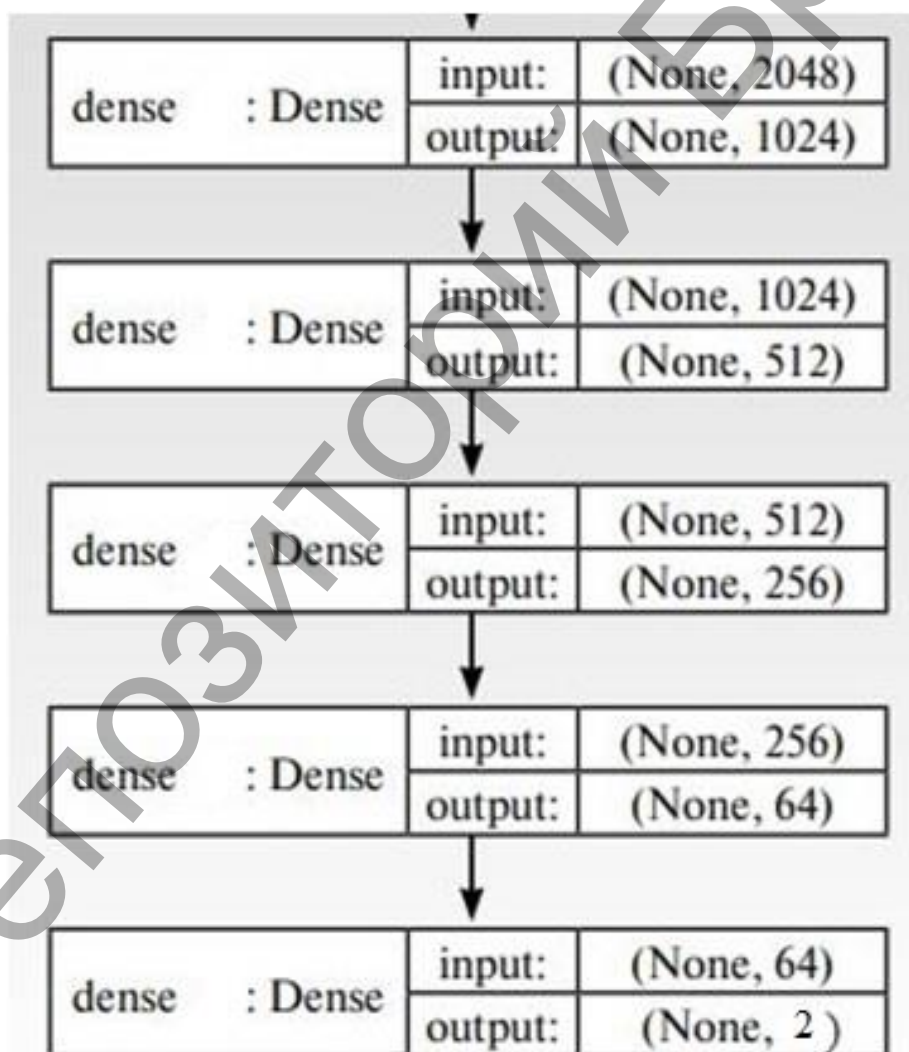 dense : Dense
input: (None, 2048)
output: (None, 1024)
dense : Dense
input: (None, 1024)
output: (None, 512)
dense : Dense
input: (None, 512)
output: (None, 256)
dense : Dense
input: (None, 256)
output: (None, 64)
dense : Dense
input: (None, 64)
output: (None, 2 )
епозиторий Бр